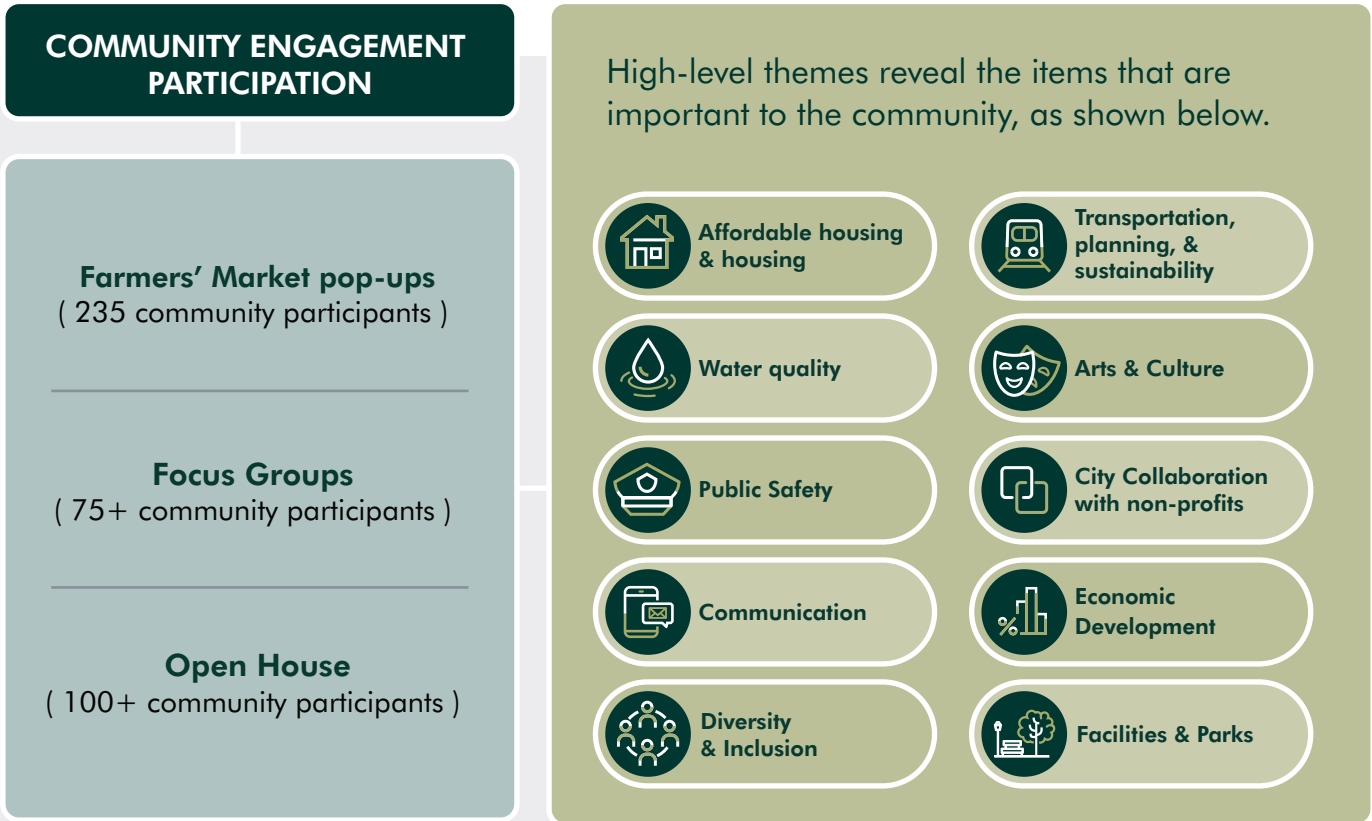 COMMUNITY ENGAGEMENT
PARTICIPATION
Farmers’ Market pop-ups
( 235 community participants )
Focus Groups
( 75+ community participants )
Open House
( 100+ community participants )
High-level themes reveal the items that are
important to the community, as shown below.
Affordable housing
& housing
Transportation,
planning, &
sustainability
Water quality
Arts & Culture
Public Safety
City Collaboration
with non-profits
Communication
Economic
Development
Diversity
& Inclusion
Facilities & Parks